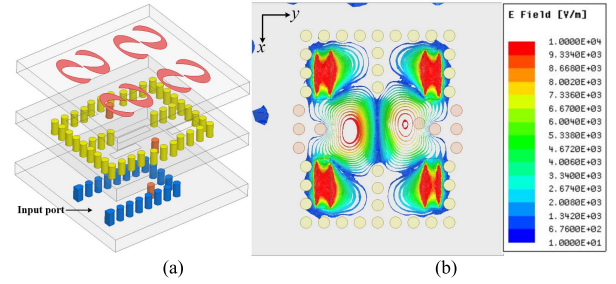 Input port
(a)
y
x
(b)
E Field [Y/m]
1.0000E+04
9.3340E+03
8.6680E+03
8.0020E+03
7.3360E+03
6.6700E+03
6.0040E+03
5.3380E+03
4.6720E+03
4.0060E+03
3.3400E+03
2.6740E+03
2.0080E+03
1.3420E+03
6.7600E+02
1.0000E+01